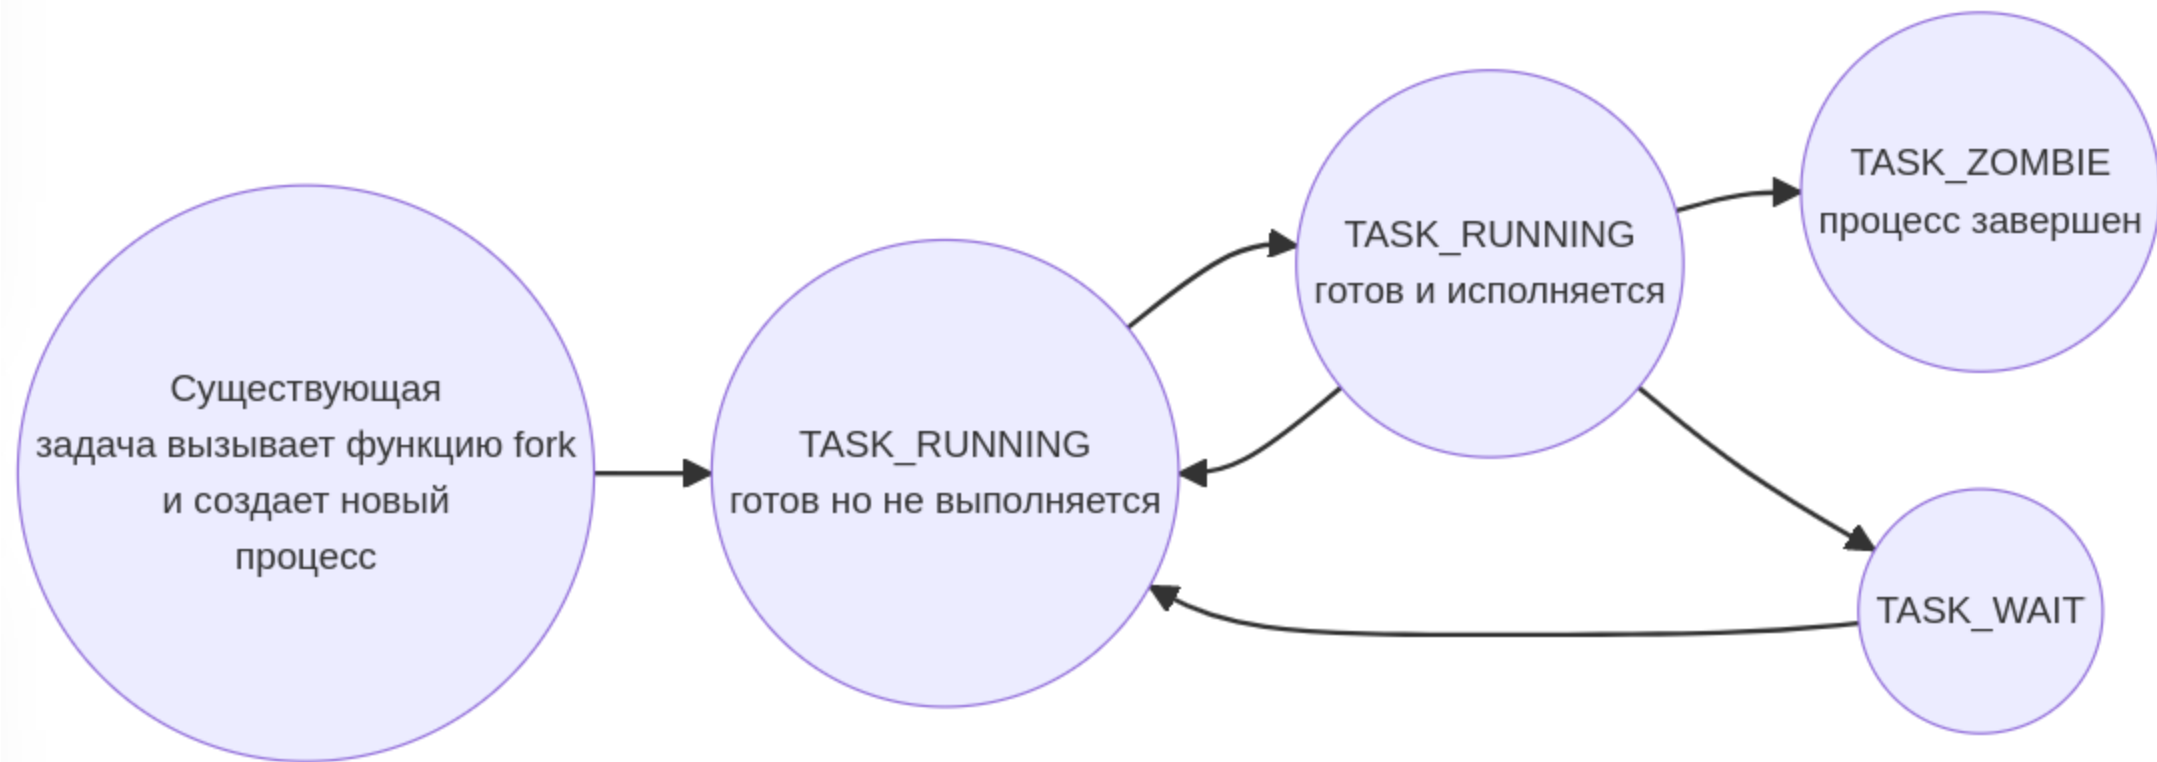 Существующая
задача вызывает функцию fork
и создает новый
процесс
TASK_RUNNING
готов но не выполняется
TASK_RUNNING
готов и исполняется
TASK_ZOMBIE
процесс завершен
TASK_WAIT